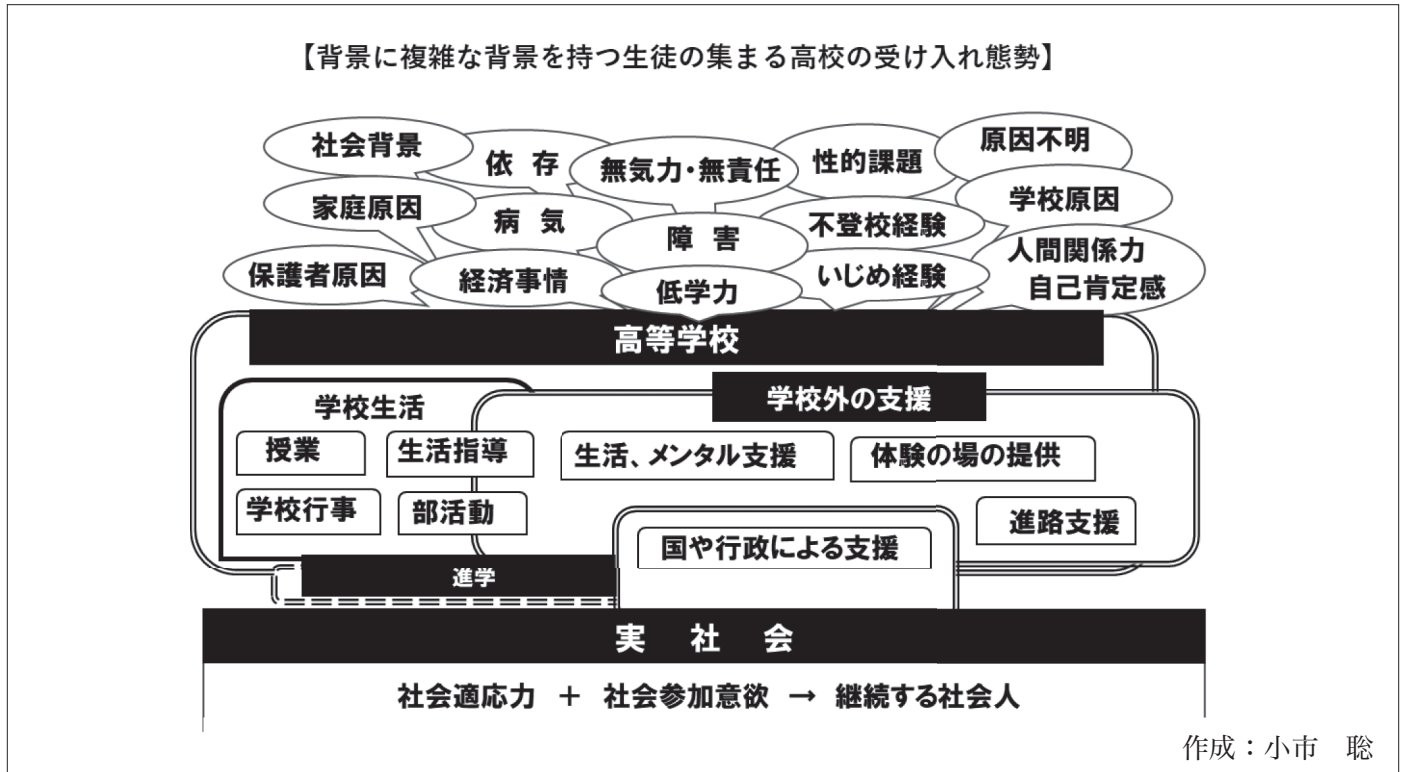 【背景に複雑な背景を持つ生徒の集まる高校の受け入れ態勢】
社会背景
依 存
無気力・無責任
性的課題
原因不明
家庭原因
病 気
障 害
不登校経験
学校原因
保護者原因
経済事情
低学力
いじめ経験
人間関係力
自己肯定感
高等学校
学校生活
授業
生活指導
学校行事
部活動
学校外の支援
生活、メンタル支援
体験の場の提供
進路支援
国や行政による支援
進学
実 社 会
社会適応力 + 社会参加意欲 → 継続する社会人
作成:小市 聡